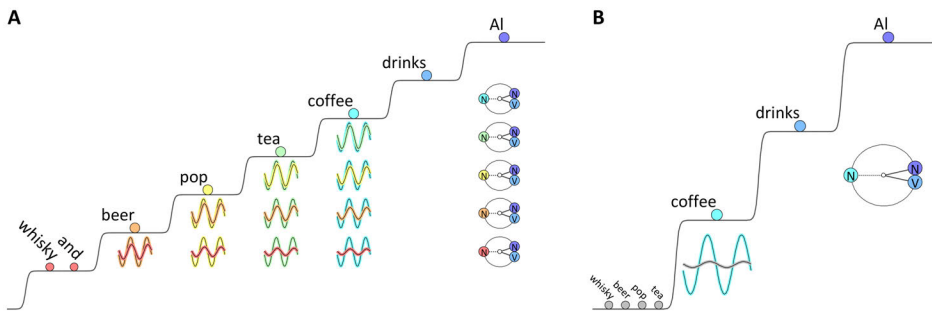 A
Al
drinks
coffee
tea
pop
beer
whisky and
N N V
N N V
N N V
N N V
N N V
B
Al
drinks
coffee
whisky beer pop tea
N N V